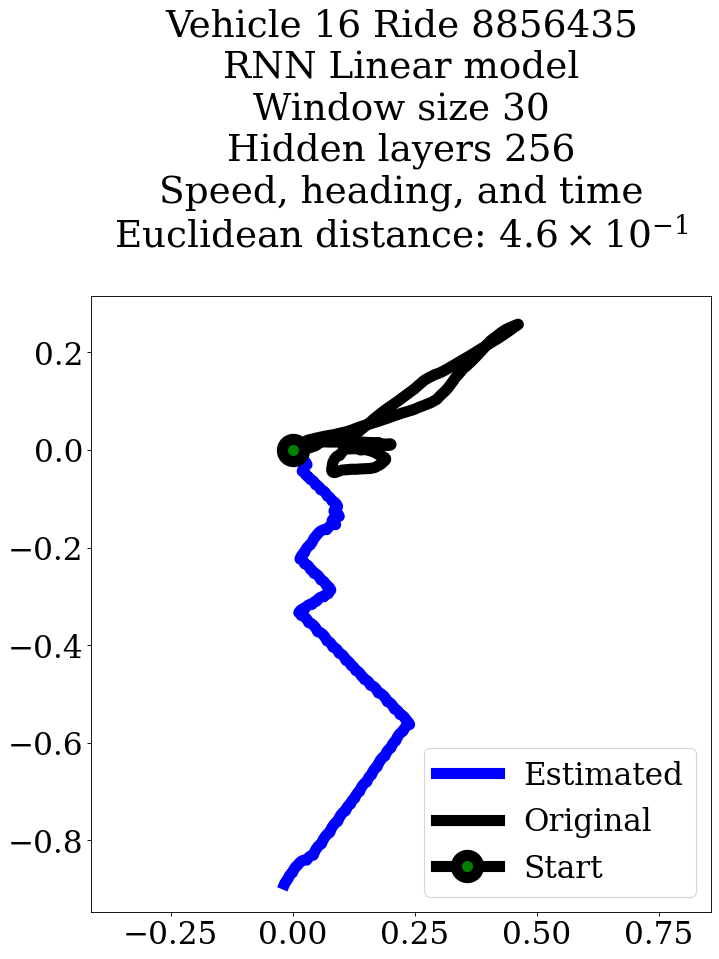 Vehicle 16 Ride 8856435
RNN Linear model
Window size 30
Hidden layers 256
Speed, heading, and time
Euclidean distance: 4.6 × 10⁻¹
0.2
0.0
−0.2
−0.4
−0.6
−0.8
Estimated
Original
Start
−0.25 0.00 0.25 0.50 0.75